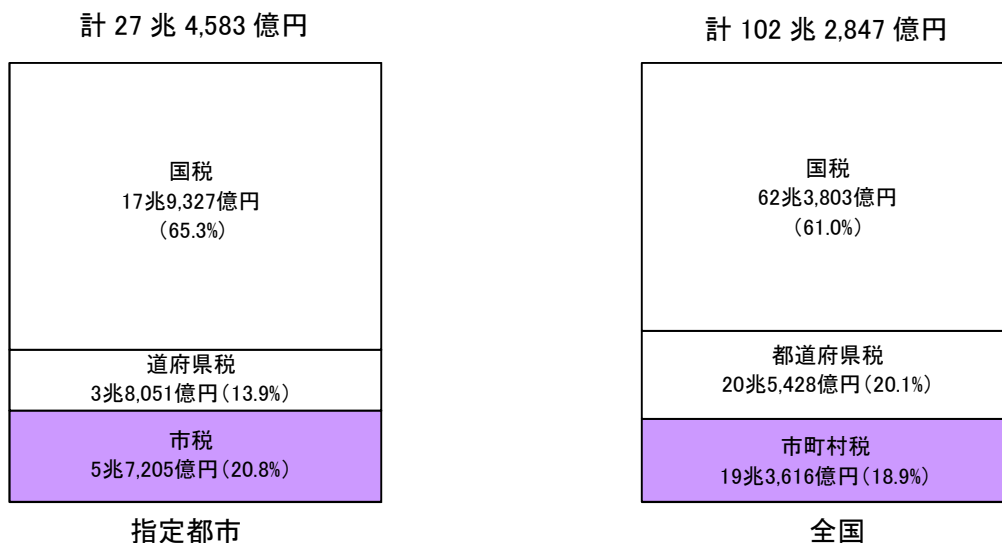 計 27 兆 4,583 億円
国税
17兆9,327億円
(65.3%)
道府県税
3兆8,051億円(13.9%)
市税
5兆7,205億円(20.8%)
指定都市
計 102 兆 2,847 億円
国税
62兆3,803億円
(61.0%)
都道府県税
20兆5,428億円(20.1%)
市町村税
19兆3,616億円(18.9%)
全国